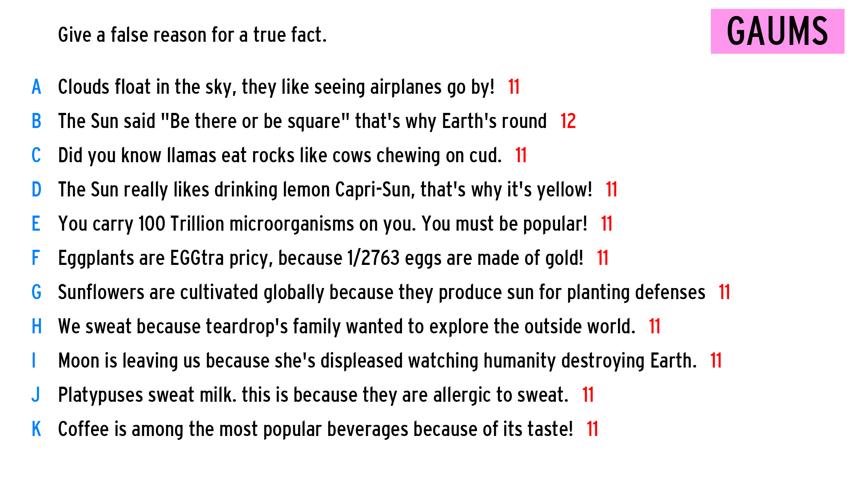 Give a false reason for a true fact.
GAUMS
A Clouds float in the sky, they like seeing airplanes go by! 11
B The Sun said "Be there or be square" that's why Earth's round 12
C Did you know llamas eat rocks like cows chewing on cud. 11
D The Sun really likes drinking lemon Capri-Sun, that's why it's yellow! 11
E You carry 100 Trillion microorganisms on you. You must be popular! 11
F Eggplants are EGGtra pricy, because 1/2763 eggs are made of gold! 11
G Sunflowers are cultivated globally because they produce sun for planting defenses 11
H We sweat because teardrop's family wanted to explore the outside world. 11
I Moon is leaving us because she's displeased watching humanity destroying Earth. 11
J Platypuses sweat milk. this is because they are allergic to sweat. 11
K Coffee is among the most popular beverages because of its taste! 11